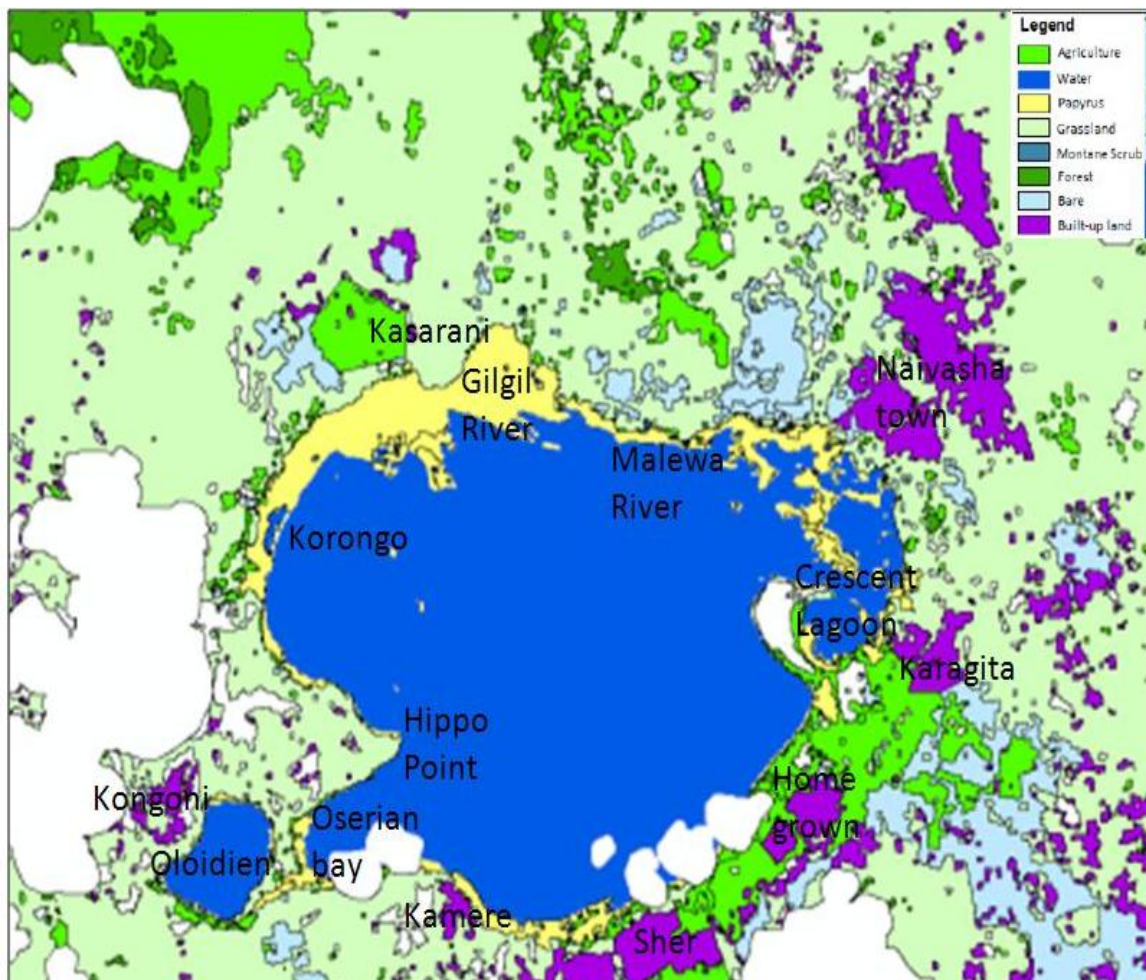 Legend
Agriculture
Water
Papyrus
Grassland
Montane Scrub
Forest
Bare
Built-up land
Kasarani
Gilgil
River
Naivasha
town
Malewa
River
Korongo
Crescent
Lagoon
Karagita
Hippo
Point
Kongoni
Home
grown
Oserian
bay
Oloidien
Kamere
Sher